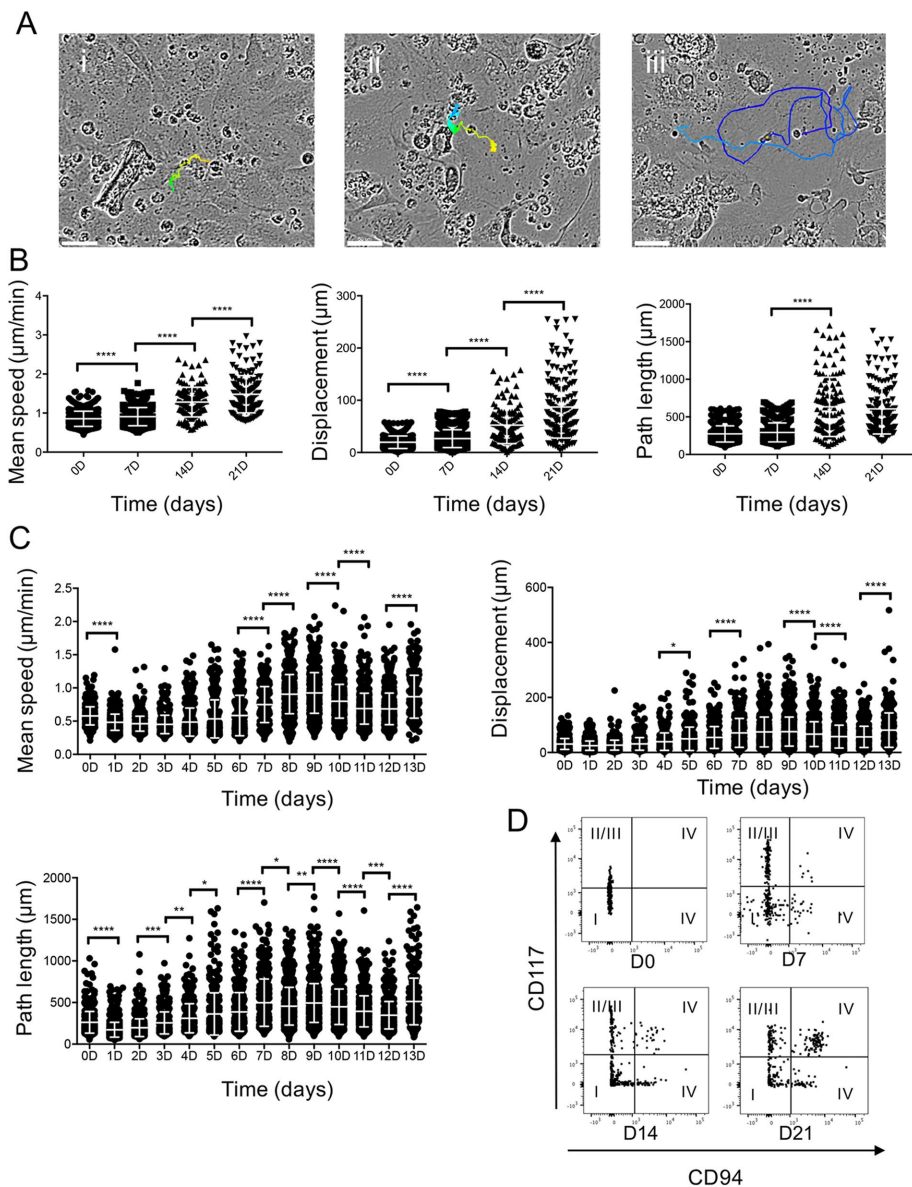 A
i
ii
iii
B
Mean speed (µm/min)
4
3
2
1
0
****
****
****
0D
7D
14D
21D
Time (days)
Displacement (µm)
300
200
100
0
****
****
****
0D
7D
14D
21D
Time (days)
Path length (µm)
2000
1500
1000
500
0
****
0D
7D
14D
21D
Time (days)
C
Mean speed (µm/min)
2.5
2.0
1.5
1.0
0.5
0.0
****
****
****
****
****
****
0D 1D 2D 3D 4D 5D 6D 7D 8D 9D 10D 11D 12D 13D
Time (days)
Displacement (µm)
600
400
200
0
*
****
****
****
****
0D 1D 2D 3D 4D 5D 6D 7D 8D 9D 10D 11D 12D 13D
Time (days)
Path length (µm)
2000
1500
1000
500
0
****
***
**
*
****
*
**
****
****
***
****
0D 1D 2D 3D 4D 5D 6D 7D 8D 9D 10D 11D 12D 13D
Time (days)
D
CD117
II/III IV
I IV
D0
II/III IV
I IV
D7
II/III IV
I IV
D14
II/III IV
I IV
D21
CD94